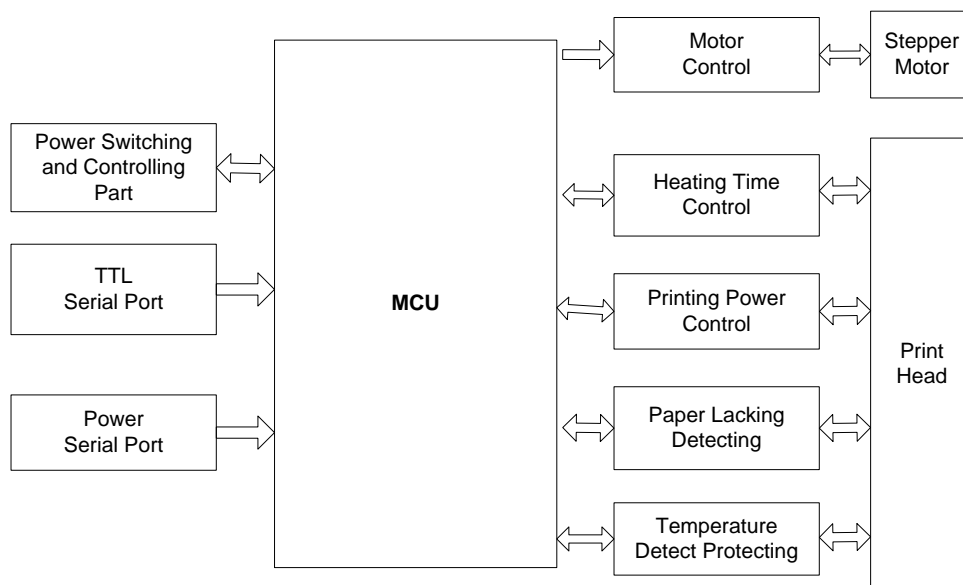 Motor
Control
Stepper
Motor
Power Switching
and Controlling
Part
Heating Time
Control
TTL
Serial Port
MCU
Printing Power
Control
Print
Head
Power
Serial Port
Paper Lacking
Detecting
Temperature
Detect Protecting